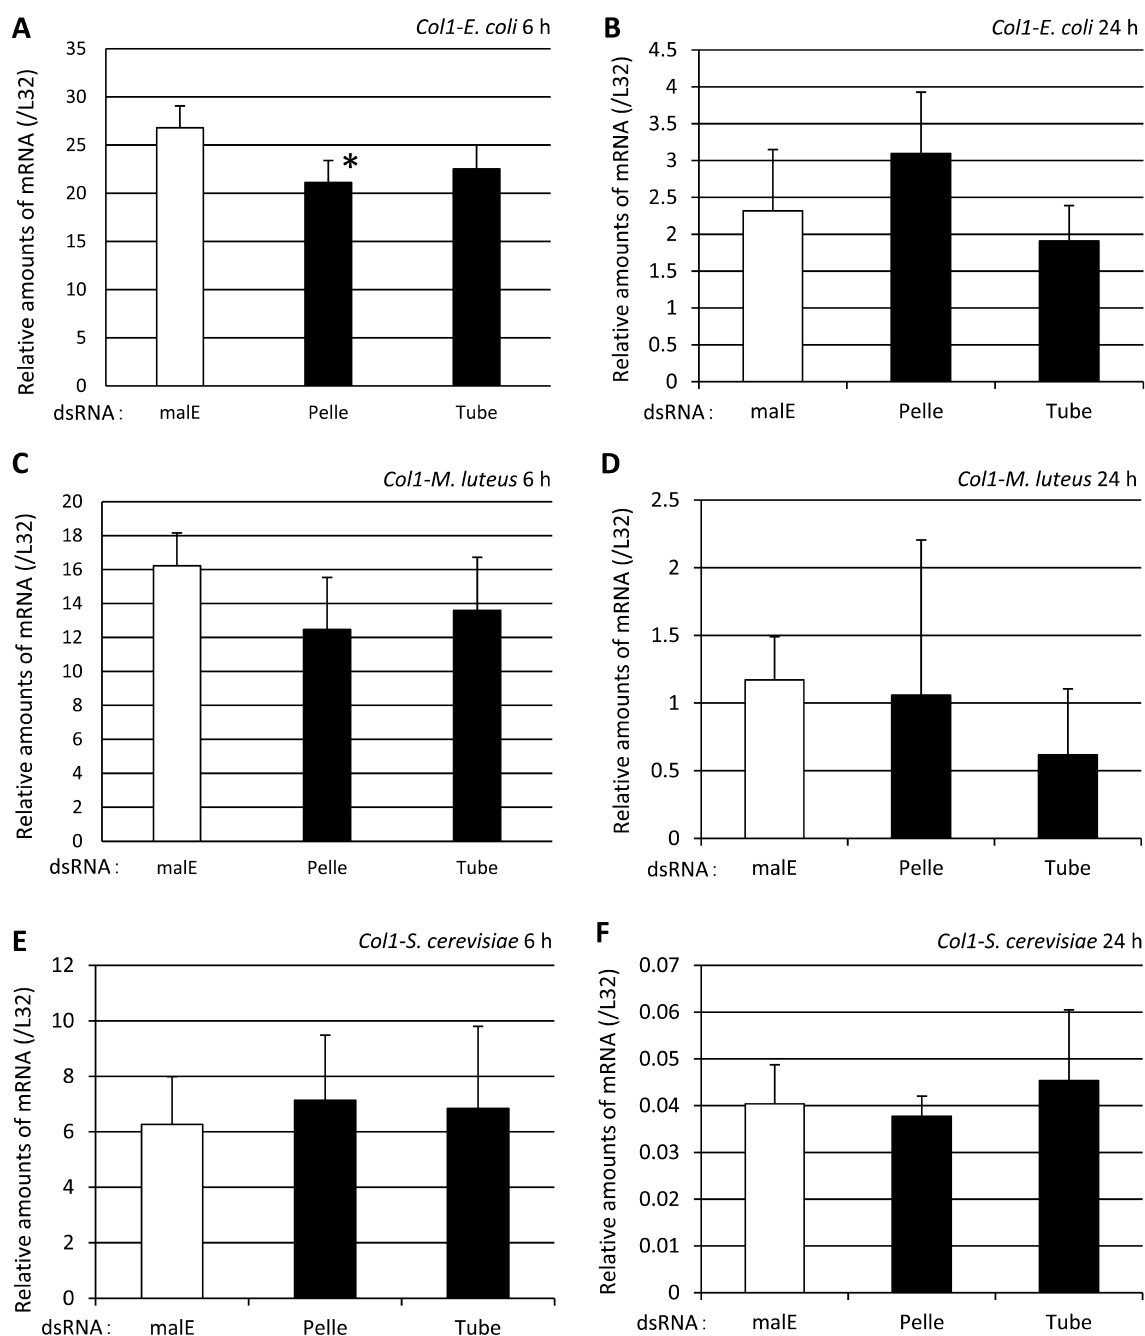 A
Col1-E. coli 6 h
Relative amounts of mRNA (/L32)
35
30
25
20
15
10
5
0
*
dsRNA : malE Pelle Tube
B
Col1-E. coli 24 h
Relative amounts of mRNA (/L32)
4.5
4
3.5
3
2.5
2
1.5
1
0.5
0
dsRNA : malE Pelle Tube
C
Col1-M. luteus 6 h
Relative amounts of mRNA (/L32)
20
18
16
14
12
10
8
6
4
2
0
dsRNA : malE Pelle Tube
D
Col1-M. luteus 24 h
Relative amounts of mRNA (/L32)
2.5
2
1.5
1
0.5
0
dsRNA : malE Pelle Tube
E
Col1-S. cerevisiae 6 h
Relative amounts of mRNA (/L32)
12
10
8
6
4
2
0
dsRNA : malE Pelle Tube
F
Col1-S. cerevisiae 24 h
Relative amounts of mRNA (/L32)
0.07
0.06
0.05
0.04
0.03
0.02
0.01
0
dsRNA : malE Pelle Tube